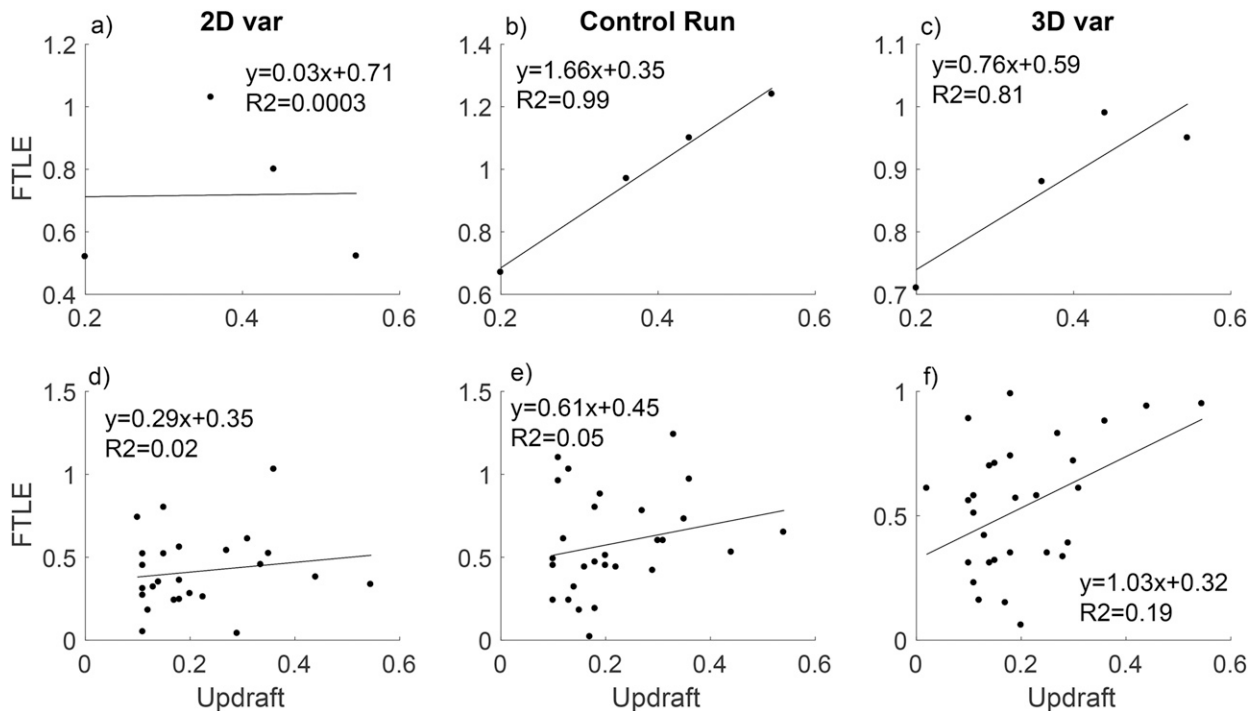 2D var
Control Run
3D var
a)
1.2
1
0.8
0.6
0.4
0.2
0.4
0.6
FTLE
y=0.03x+0.71
R2=0.0003
b)
1.4
1.2
1
0.8
0.6
0.2
0.4
0.6
y=1.66x+0.35
R2=0.99
c)
1.1
1
0.9
0.8
0.7
0.2
0.4
0.6
y=0.76x+0.59
R2=0.81
d)
1.5
1
0.5
0
0
0.2
0.4
0.6
FTLE
Updraft
y=0.29x+0.35
R2=0.02
e)
1.5
1
0.5
0
0
0.2
0.4
0.6
Updraft
y=0.61x+0.45
R2=0.05
f)
1
0.5
0
0
0.2
0.4
0.6
Updraft
y=1.03x+0.32
R2=0.19